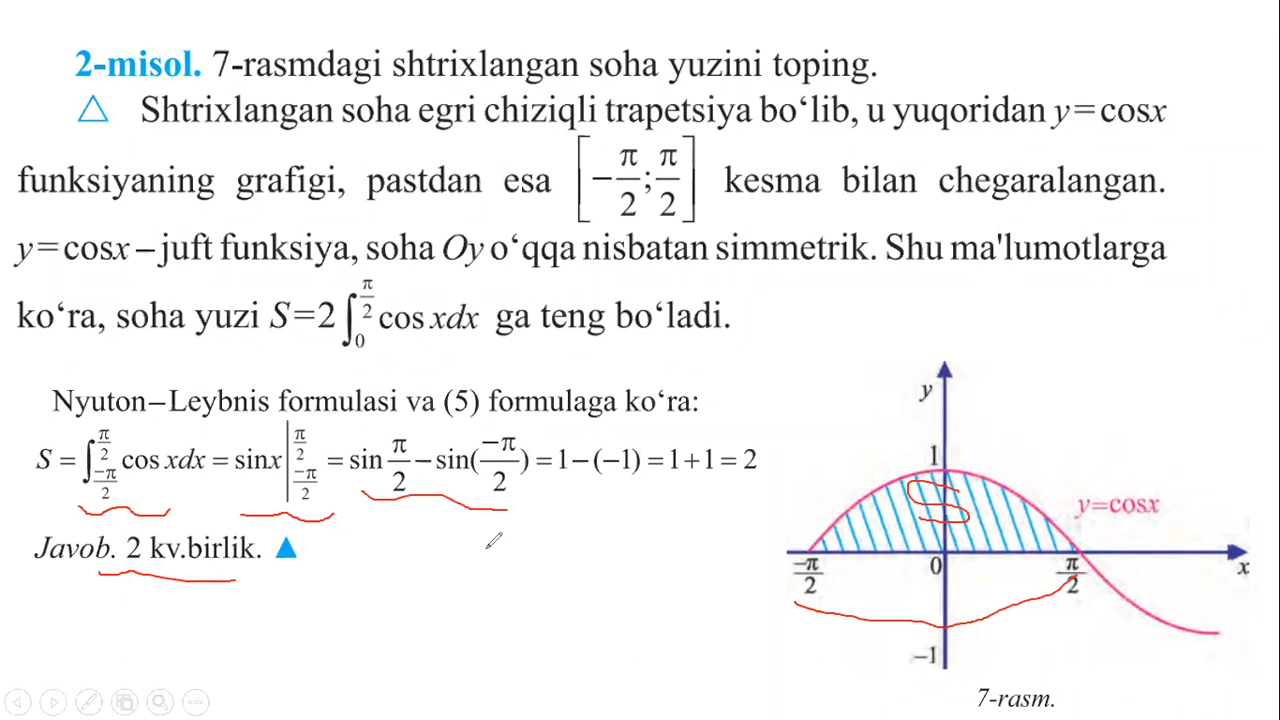 2-misol. 7-rasmdagi shtrixlangan soha yuzini toping.
△ Shtrixlangan soha egri chiziqli trapetsiya bo‘lib, u yuqoridan y=cosx
funksiyaning grafigi, pastdan esa [−π/2; π/2] kesma bilan chegaralangan.
y=cosx – juft funksiya, soha Oy o‘qqa nisbatan simmetrik. Shu ma'lumotlarga
ko‘ra, soha yuzi S=2∫₀^(π/2) cos xdx ga teng bo‘ladi.
Nyuton–Leybnis formulasi va (5) formulaga ko‘ra:
S = ∫_(−π/2)^(π/2) cos xdx = sinx |_(−π/2)^(π/2) = sin π/2 − sin(−π/2) = 1−(−1) = 1+1 = 2
Javob. 2 kv.birlik. ▲
y
1
S
y=cosx
−π/2
0
π/2
x
−1
7-rasm.